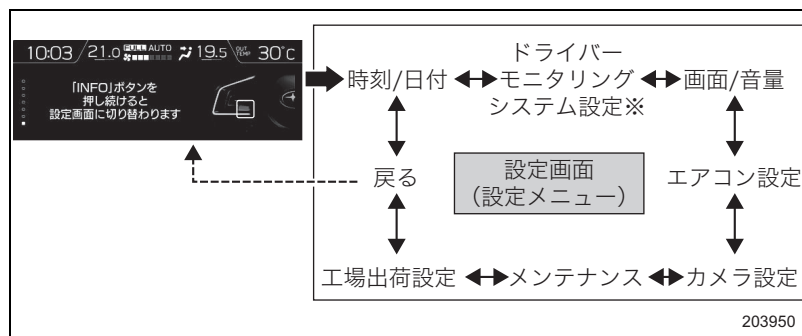 10:03 21.0 FULL AUTO 19.5 OUT TEMP 30°c
「INFO」ボタンを
押し続けると
設定画面に切り替わります
時刻/日付
ドライバー
モニタリング
システム設定※
画面/音量
戻る
設定画面
（設定メニュー）
エアコン設定
工場出荷設定
メンテナンス
カメラ設定
203950